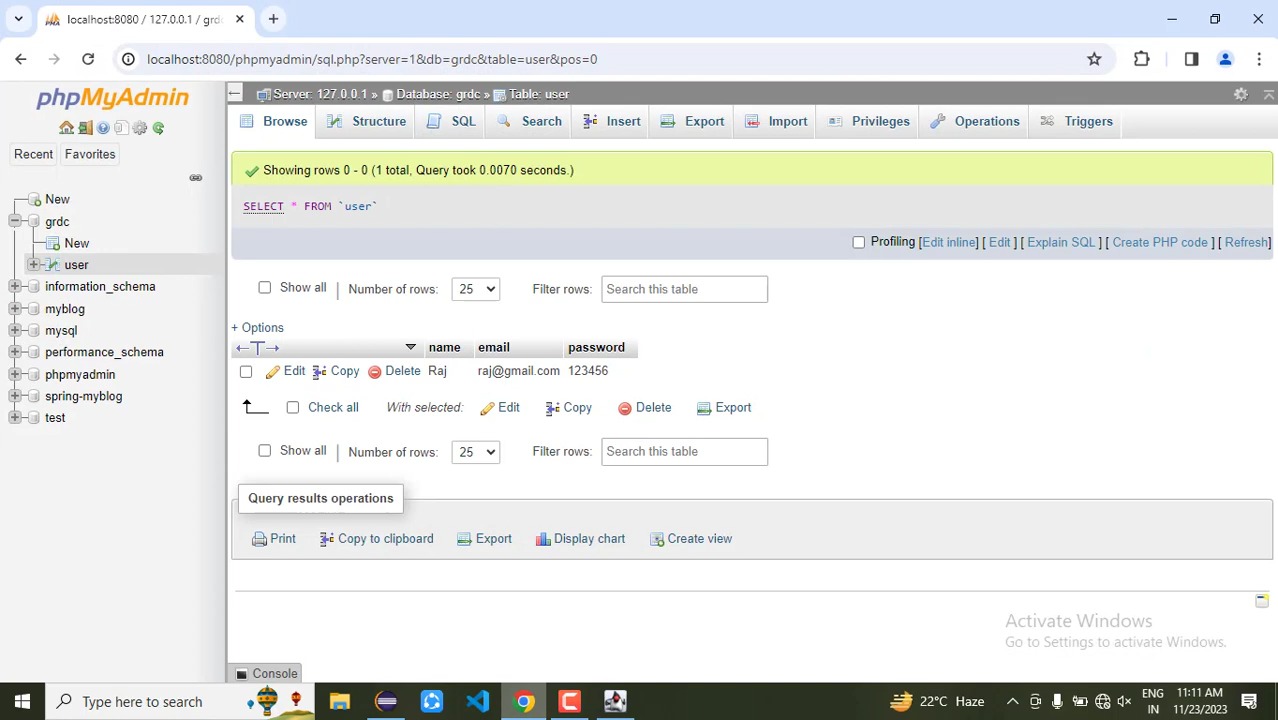 localhost:8080 / 127.0.0.1 / grd
localhost:8080/phpmyadmin/sql.php?server=1&db=grdc&table=user&pos=0
phpMyAdmin
Recent Favorites
New
grdc
New
user
information_schema
myblog
mysql
performance_schema
phpmyadmin
spring-myblog
test
Server: 127.0.0.1 » Database: grdc » Table: user
Browse Structure SQL Search Insert Export Import Privileges Operations Triggers
Showing rows 0 - 0 (1 total, Query took 0.0070 seconds.)
SELECT * FROM `user`
Profiling [Edit inline] [ Edit ] [ Explain SQL ] [ Create PHP code ] [ Refresh]
Show all | Number of rows: 25 Filter rows: Search this table
+ Options
name email password
Edit Copy Delete Raj raj@gmail.com 123456
Check all With selected: Edit Copy Delete Export
Show all | Number of rows: 25 Filter rows: Search this table
Query results operations
Print Copy to clipboard Export Display chart Create view
Activate Windows
Go to Settings to activate Windows.
Console
Type here to search
22°C Haze
ENG
IN
11:11 AM
11/23/2023